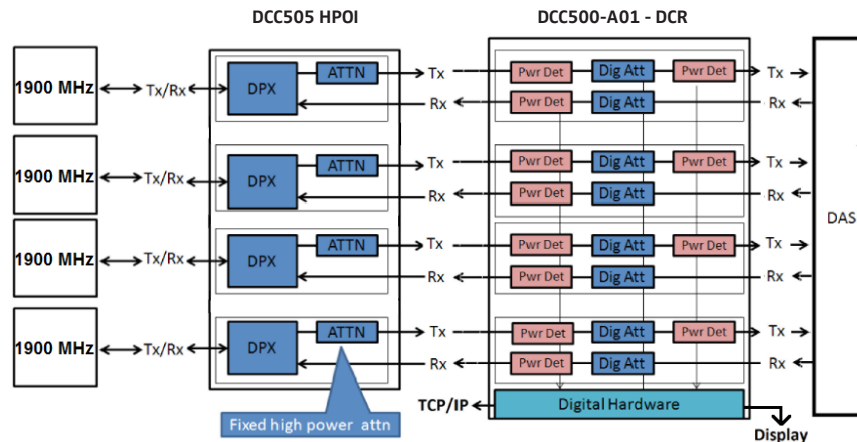 DCC505 HPOI
DCC500-A01 - DCR
1900 MHz Tx/Rx DPX ATTN Tx Pwr Det Dig Att Pwr Det Tx
Rx Pwr Det Dig Att Rx
1900 MHz Tx/Rx DPX ATTN Tx Pwr Det Dig Att Pwr Det Tx
Rx Pwr Det Dig Att Rx
DAS
1900 MHz Tx/Rx DPX ATTN Tx Pwr Det Dig Att Pwr Det Tx
Rx Pwr Det Dig Att Rx
1900 MHz Tx/Rx DPX ATTN Tx Pwr Det Dig Att Pwr Det Tx
Rx Pwr Det Dig Att Rx
Fixed high power attn
TCP/IP Digital Hardware
Display